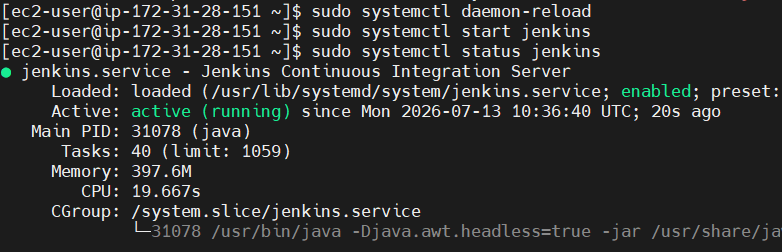 [ec2-user@ip-172-31-28-151 ~]$ sudo systemctl daemon-reload
[ec2-user@ip-172-31-28-151 ~]$ sudo systemctl start jenkins
[ec2-user@ip-172-31-28-151 ~]$ sudo systemctl status jenkins
● jenkins.service - Jenkins Continuous Integration Server
Loaded: loaded (/usr/lib/systemd/system/jenkins.service; enabled; preset:
Active: active (running) since Mon 2026-07-13 10:36:40 UTC; 20s ago
Main PID: 31078 (java)
Tasks: 40 (limit: 1059)
Memory: 397.6M
CPU: 19.667s
CGroup: /system.slice/jenkins.service
└─31078 /usr/bin/java -Djava.awt.headless=true -jar /usr/share/ja